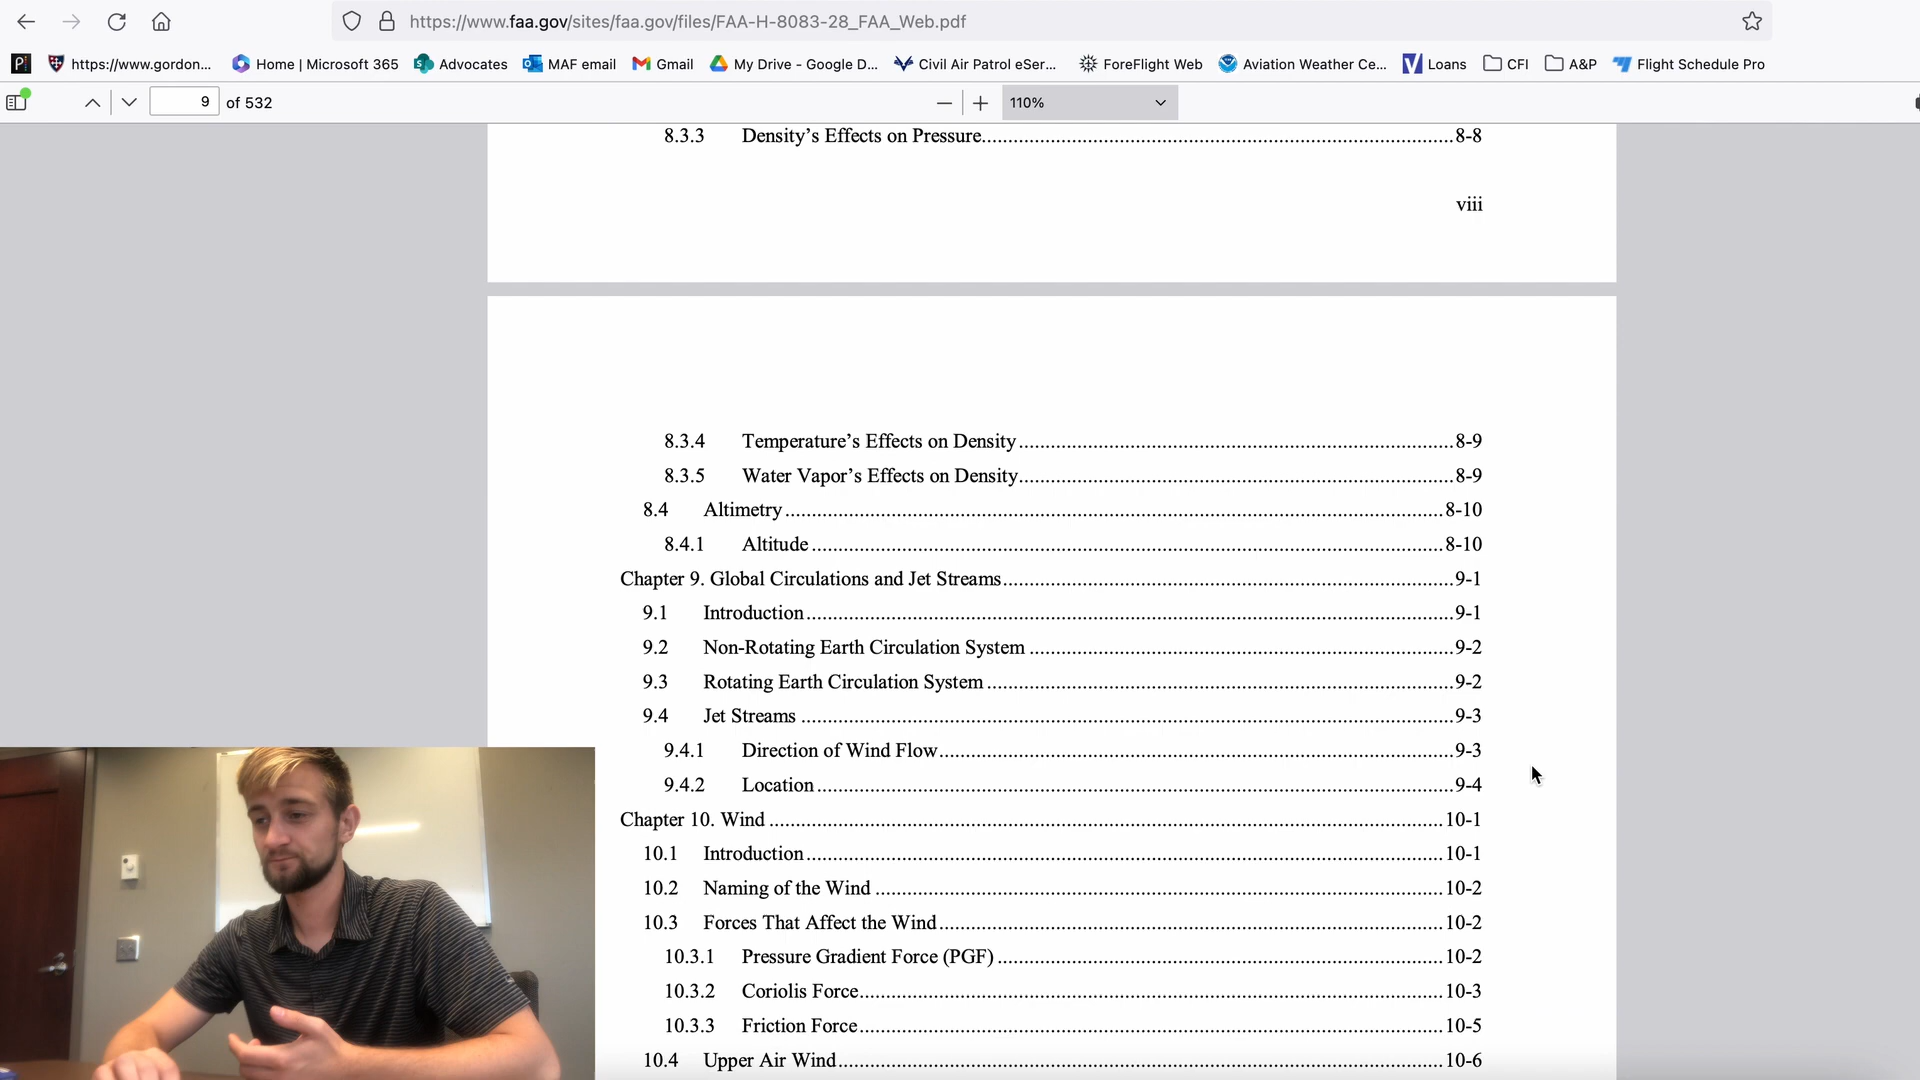 https://www.faa.gov/sites/faa.gov/files/FAA-H-8083-28_FAA_Web.pdf
https://www.gordon... Home | Microsoft 365 Advocates MAF email Gmail My Drive - Google D... Civil Air Patrol eSer... ForeFlight Web Aviation Weather Ce... Loans CFI A&P Flight Schedule Pro
9 of 532 110%
8.3.3 Density’s Effects on Pressure........................8-8
viii
8.3.4 Temperature’s Effects on Density........................8-9
8.3.5 Water Vapor’s Effects on Density........................8-9
8.4 Altimetry........................8-10
8.4.1 Altitude........................8-10
Chapter 9. Global Circulations and Jet Streams........................9-1
9.1 Introduction........................9-1
9.2 Non-Rotating Earth Circulation System........................9-2
9.3 Rotating Earth Circulation System........................9-2
9.4 Jet Streams........................9-3
9.4.1 Direction of Wind Flow........................9-3
9.4.2 Location........................9-4
Chapter 10. Wind........................10-1
10.1 Introduction........................10-1
10.2 Naming of the Wind........................10-2
10.3 Forces That Affect the Wind........................10-2
10.3.1 Pressure Gradient Force (PGF)........................10-2
10.3.2 Coriolis Force........................10-3
10.3.3 Friction Force........................10-5
10.4 Upper Air Wind........................10-6